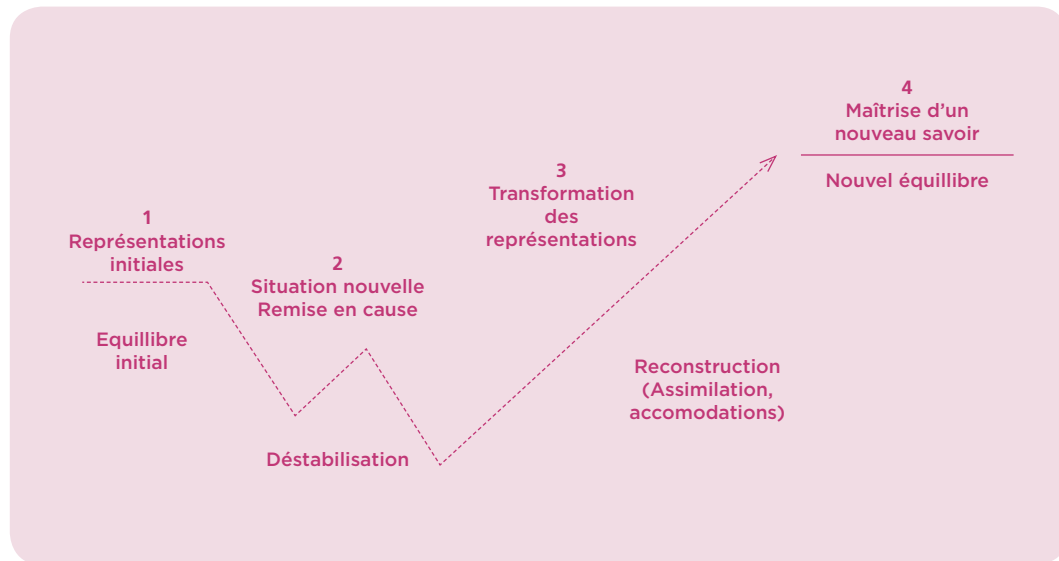 1
Représentations
initiales
Equillibre
initial
2
Situation nouvelle
Remise en cause
Déstabilisation
3
Transformation
des
représentations
Reconstruction
(Assimilation,
accomodations)
4
Maîtrise d’un
nouveau savoir
Nouvel équillibre